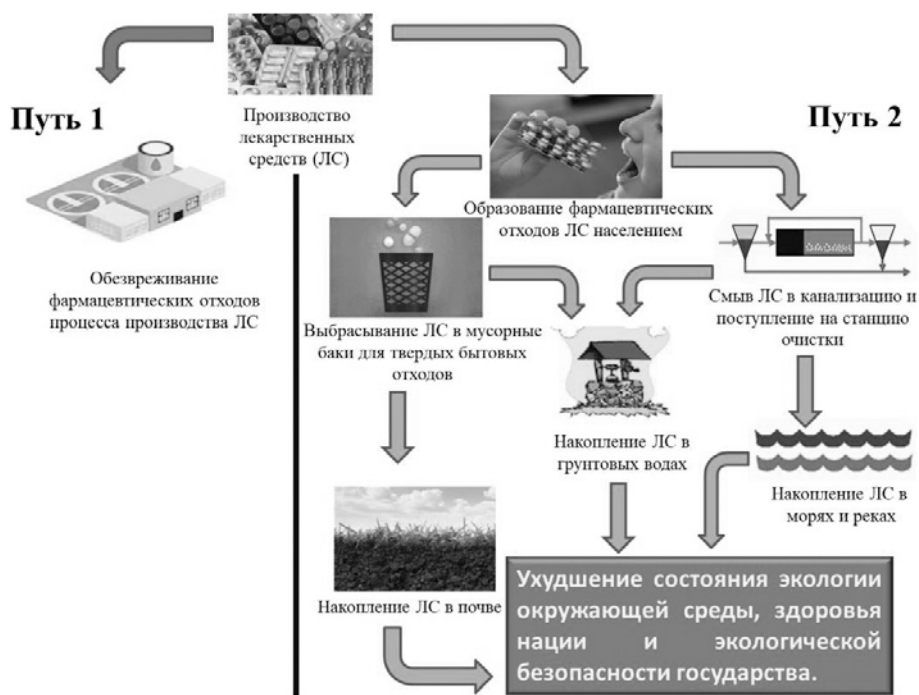 Путь 1
Производство
лекарственных
средств (ЛС)
Путь 2
Образование фармацевтических
отходов ЛС населением
Обезвреживание
фармацевтических отходов
процесса производства ЛС
Выбрасывание ЛС в мусорные
баки для твердых бытовых
отходов
Смыв ЛС в канализацию и
поступление на станцию
очистки
Накопление ЛС в
грунтовых водах
Накопление ЛС в
морях и реках
Накопление ЛС в почве
Ухудшение состояния экологии
окружающей среды, здоровья
нации и экологической
безопасности государства.